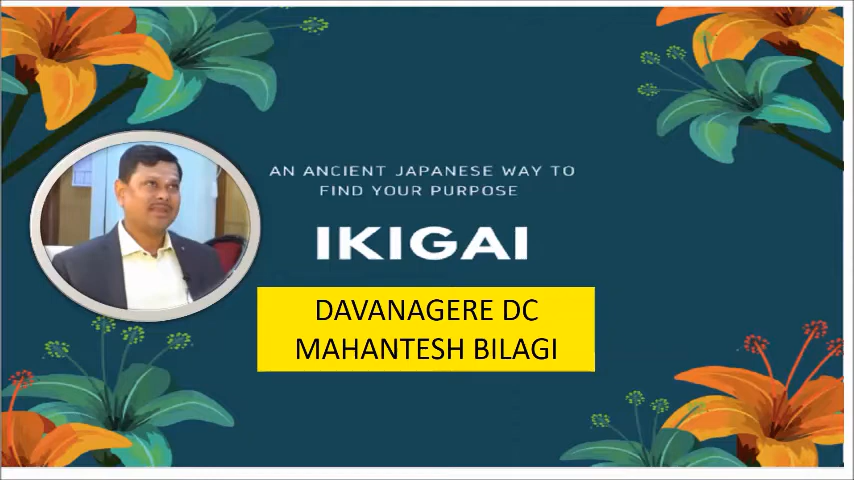 AN ANCIENT JAPANESE WAY TO
FIND YOUR PURPOSE
IKIGAI
DAVANAGERE DC
MAHANTESH BILAGI